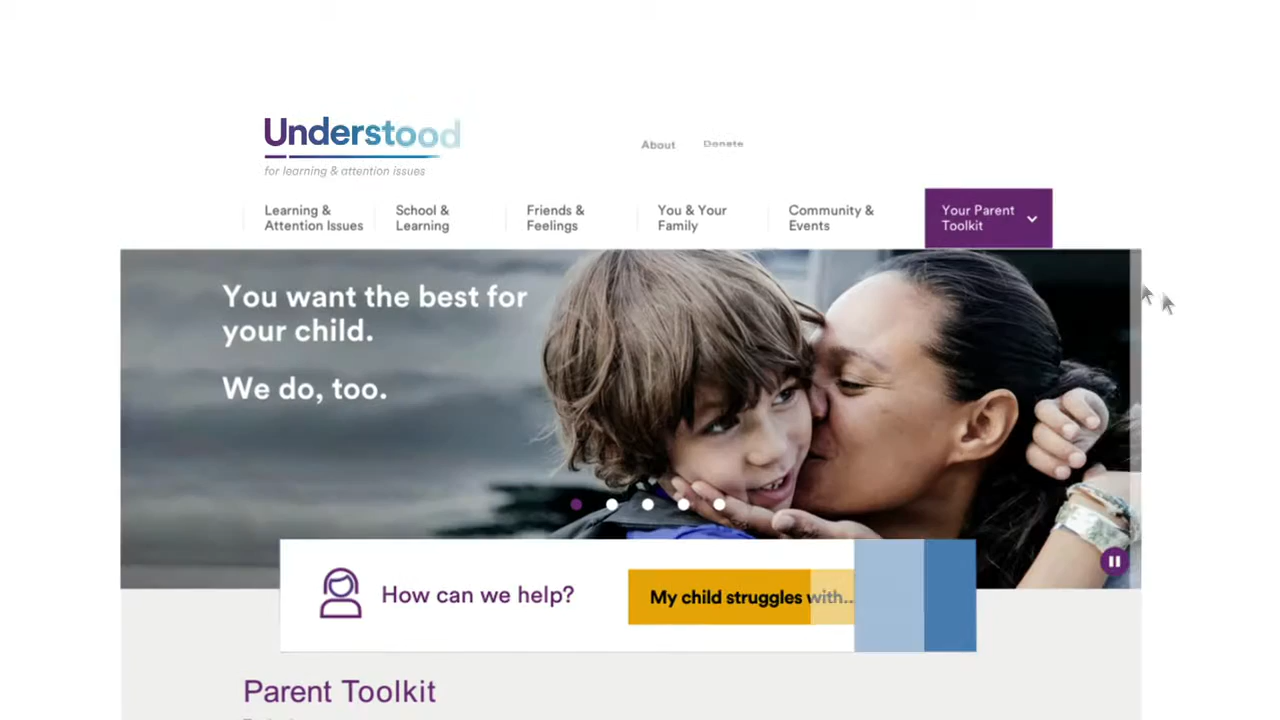 Understood
for learning & attention issues
About
Donate
Learning &
Attention Issues
School &
Learning
Friends &
Feelings
You & Your
Family
Community &
Events
Your Parent
Toolkit
You want the best for
your child.
We do, too.
How can we help?
My child struggles with..
Parent Toolkit